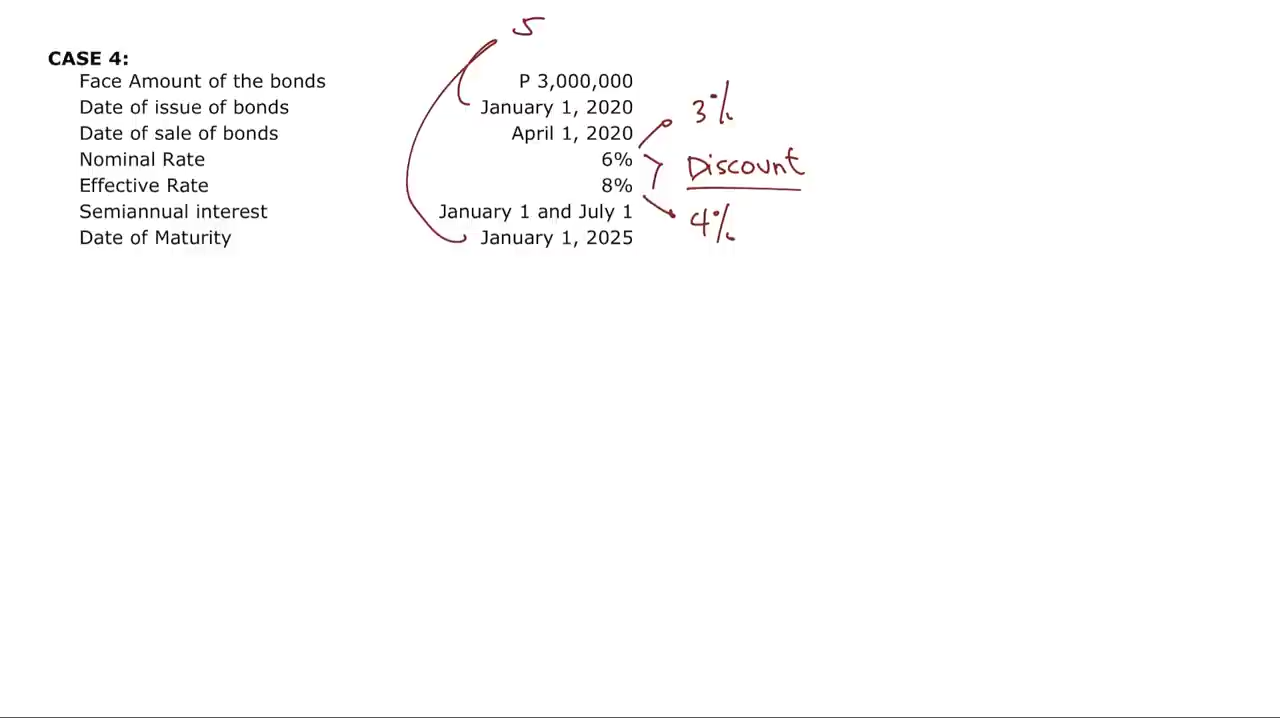 5
CASE 4:
Face Amount of the bonds P 3,000,000
Date of issue of bonds January 1, 2020 3%
Date of sale of bonds April 1, 2020
Nominal Rate 6% Discount
Effective Rate 8%
Semiannual interest January 1 and July 1 4%
Date of Maturity January 1, 2025